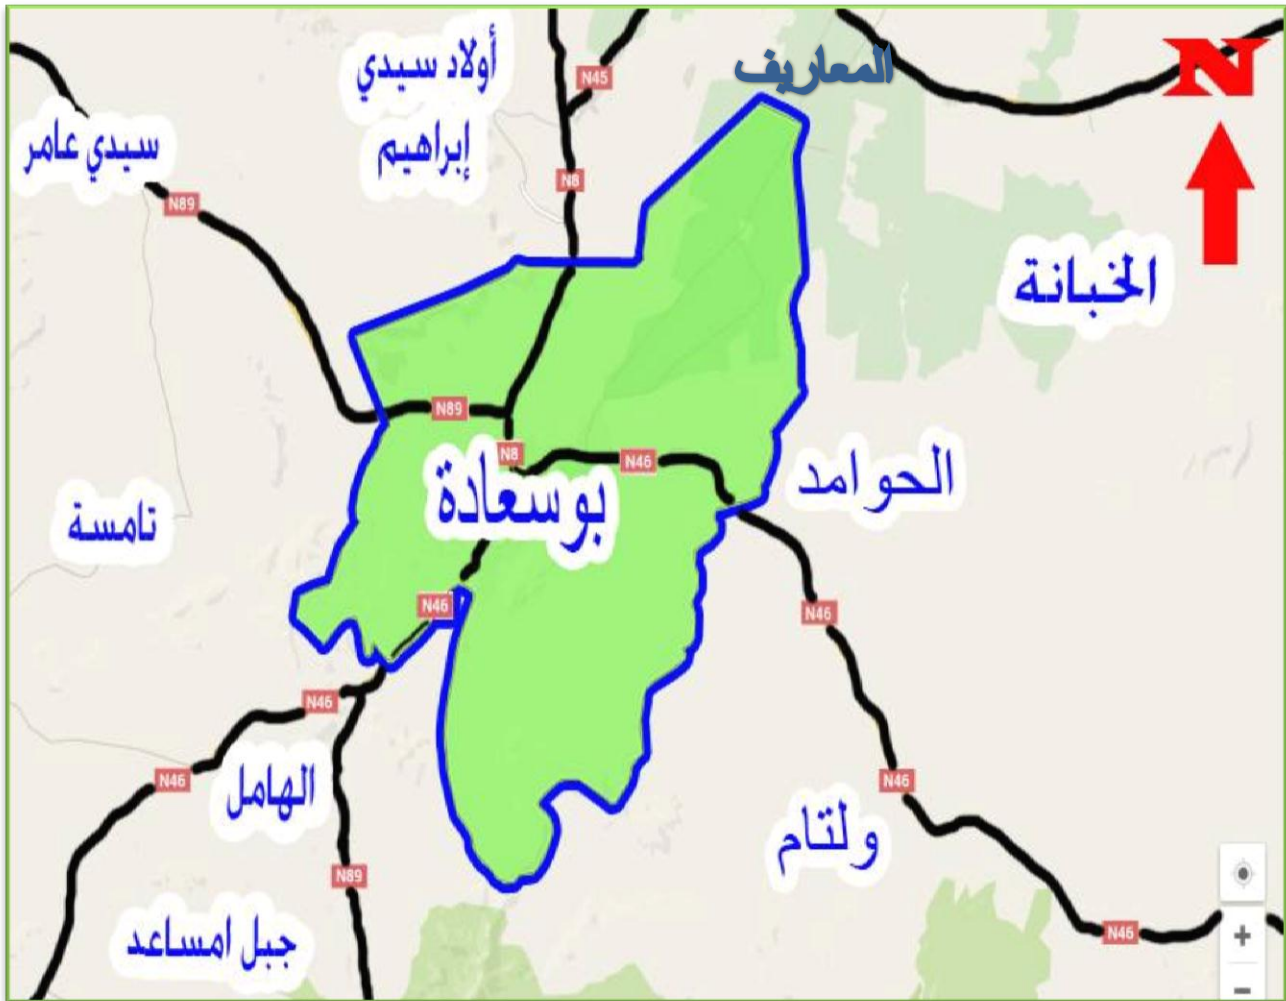 المعاريف
N
أولاد سيدي
إبراهيم
N45
سيدي عامر
N8
N89
الخبانة
N89
N8
N46
الحوامد
بوسعادة
تامسة
N46
N46
N46
N46
N46
الهامل
N46
ولتام
N89
جبل امساعد
N46
+
−